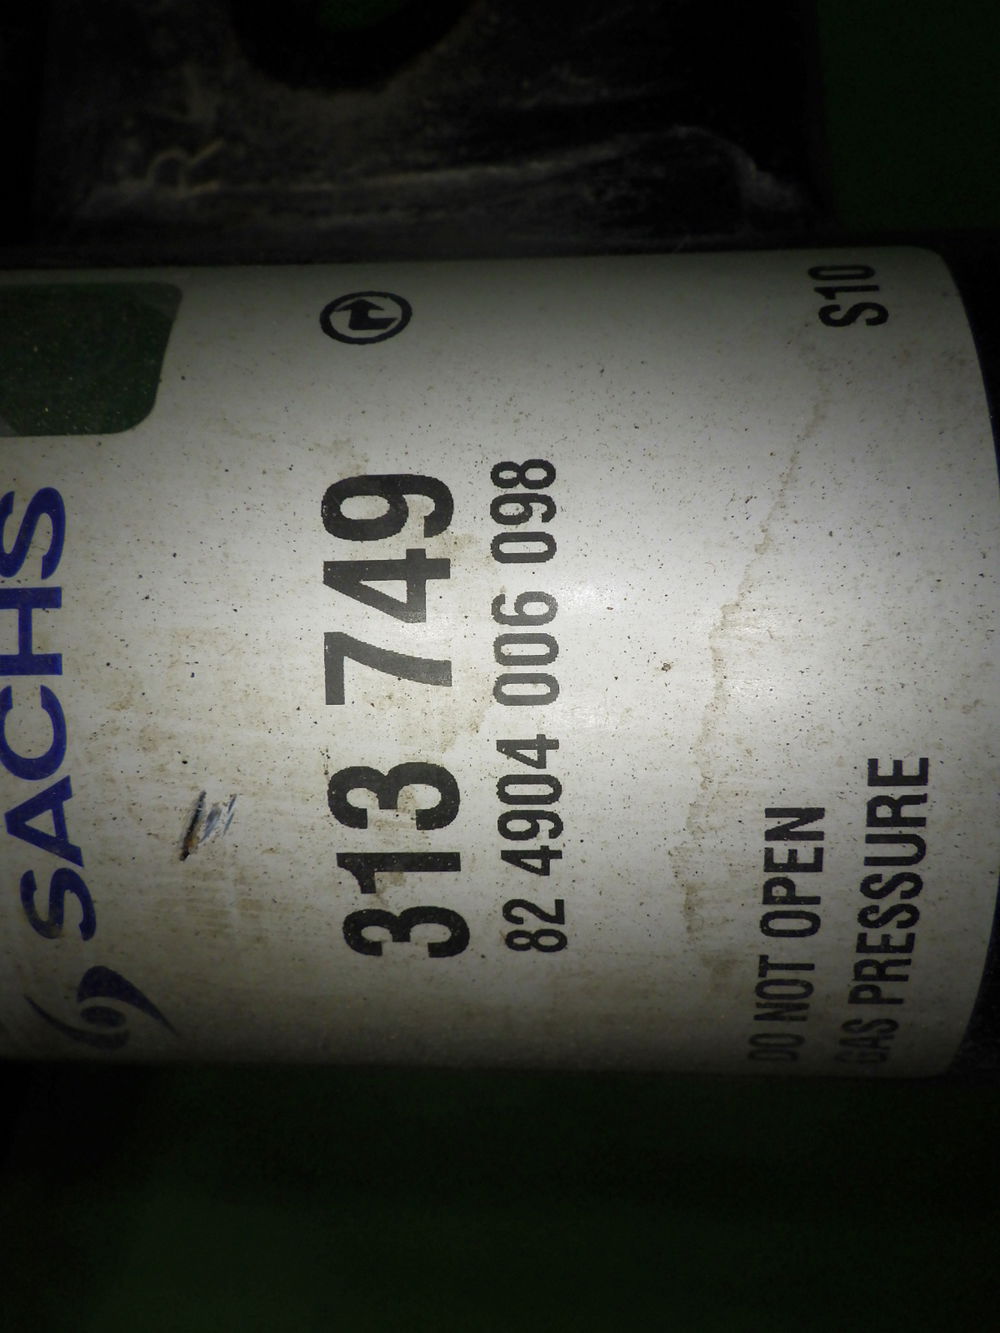 SACHS
313 749
82 4904 006 098
DO NOT OPEN
GAS PRESSURE
S10